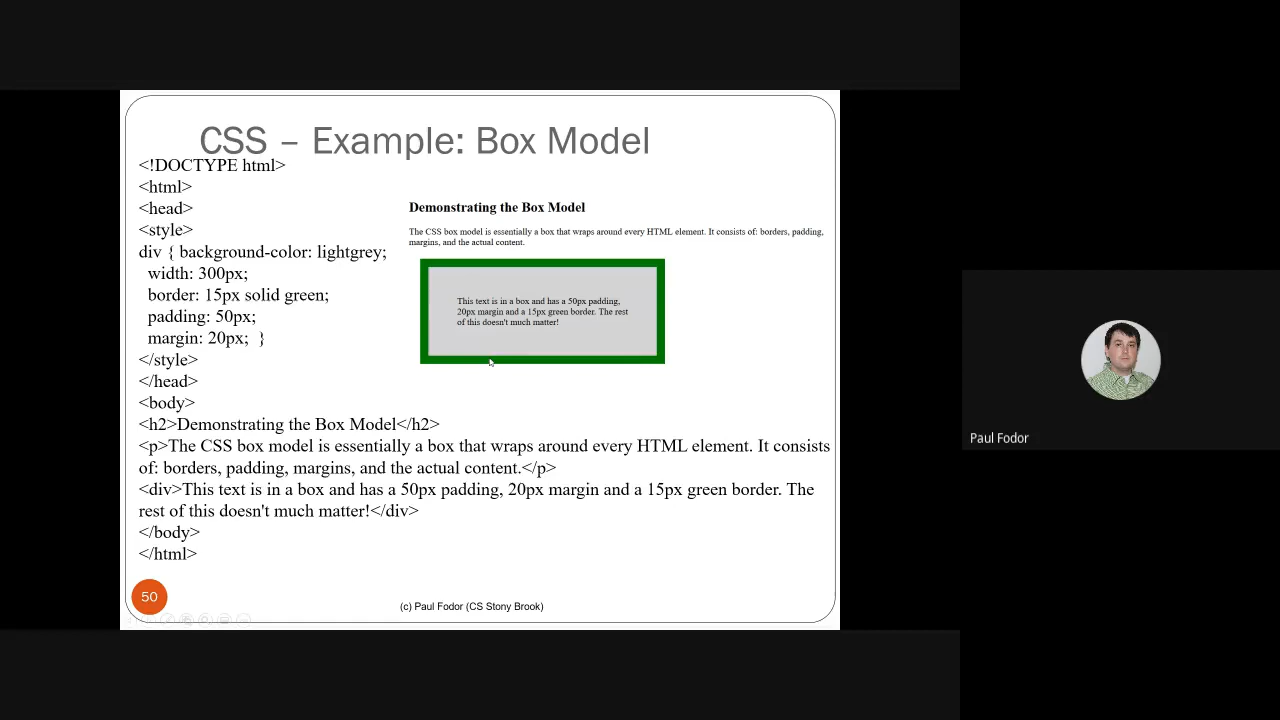 CSS – Example: Box Model
<!DOCTYPE html>
<html>
<head>
<style>
div { background-color: lightgrey;
width: 300px;
border: 15px solid green;
padding: 50px;
margin: 20px; }
</style>
</head>
<body>
<h2>Demonstrating the Box Model</h2>
<p>The CSS box model is essentially a box that wraps around every HTML element. It consists
of: borders, padding, margins, and the actual content.</p>
<div>This text is in a box and has a 50px padding, 20px margin and a 15px green border. The
rest of this doesn't much matter!</div>
</body>
</html>
Demonstrating the Box Model
The CSS box model is essentially a box that wraps around every HTML element. It consists of: borders, padding,
margins, and the actual content.
This text is in a box and has a 50px padding,
20px margin and a 15px green border. The rest
of this doesn't much matter!
50
(c) Paul Fodor (CS Stony Brook)
Paul Fodor